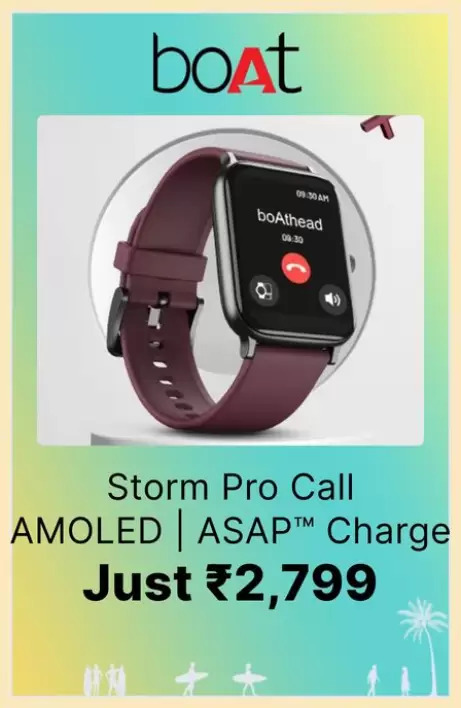 boAt
09:30 AM
boAthead
09:30
Storm Pro Call
AMOLED | ASAP™ Charge
Just ₹2,799